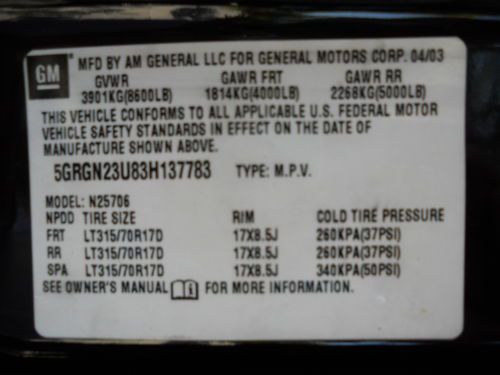 GM
MFD BY AM GENERAL LLC FOR GENERAL MOTORS CORP. 04/03
GVWR GAWR FRT GAWR RR
3901KG(8600LB) 1814KG(4000LB) 2268KG(5000LB)
THIS VEHICLE CONFORMS TO ALL APPLICABLE U.S. FEDERAL MOTOR
VEHICLE SAFETY STANDARDS IN EFFECT ON THE DATE OF
MANUFACTURE SHOWN ABOVE.
5GRGN23U83H137783 TYPE: M.P.V.
MODEL: N25706
NPDD TIRE SIZE RIM COLD TIRE PRESSURE
FRT LT315/70R17D 17X8.5J 260KPA(37PSI)
RR LT315/70R17D 17X8.5J 260KPA(37PSI)
SPA LT315/70R17D 17X8.5J 340KPA(50PSI)
SEE OWNER'S MANUAL FOR MORE INFORMATION.